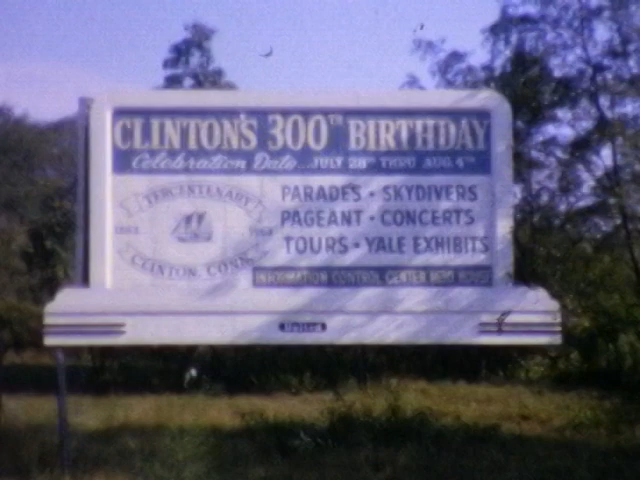 CLINTON'S 300TH BIRTHDAY
Celebration Date...JULY 28TH THRU AUG 4TH
TERCENTENARY
1663 1963
CLINTON, CONN.
PARADES - SKYDIVERS
PAGEANT - CONCERTS
TOURS - YALE EXHIBITS
INFORMATION CONTROL CENTER